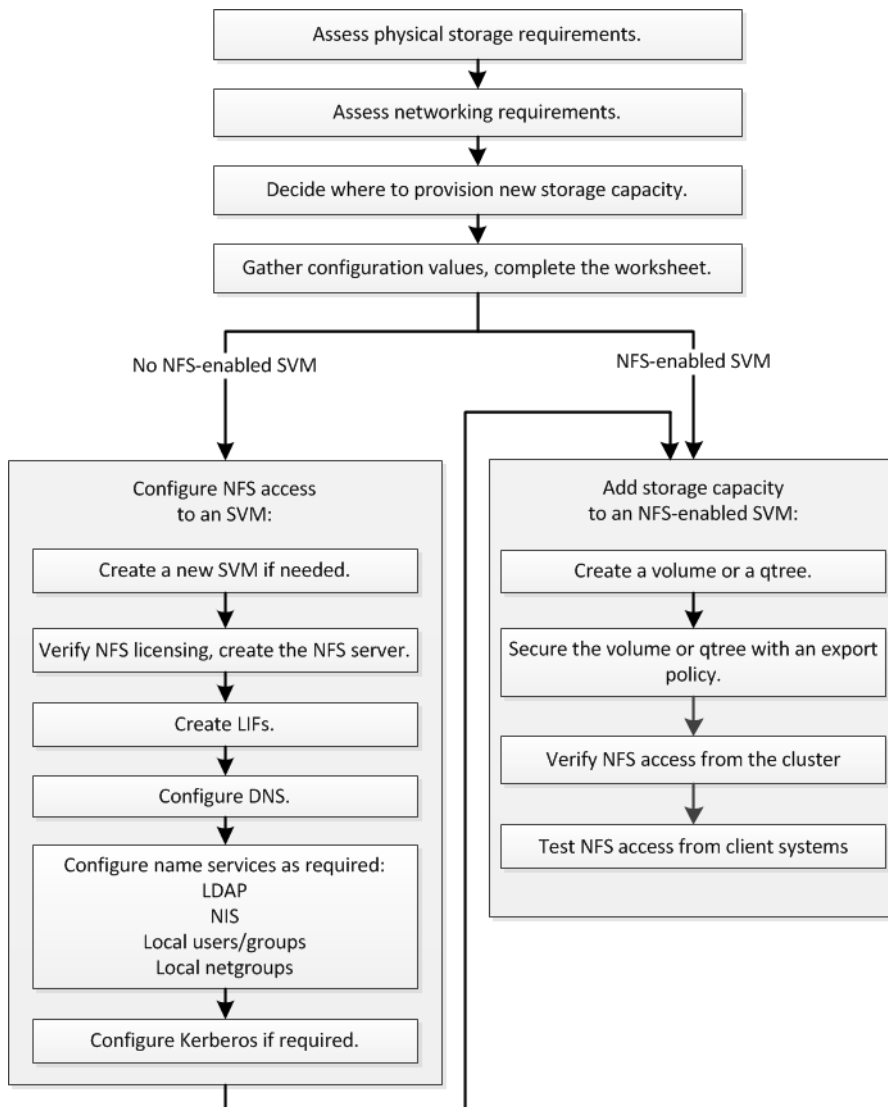 Assess physical storage requirements.
Assess networking requirements.
Decide where to provision new storage capacity.
Gather configuration values, complete the worksheet.
No NFS-enabled SVM
NFS-enabled SVM
Configure NFS access
to an SVM:
Create a new SVM if needed.
Verify NFS licensing, create the NFS server.
Create LIFs.
Configure DNS.
Configure name services as required:
LDAP
NIS
Local users/groups
Local netgroups
Configure Kerberos if required.
Add storage capacity
to an NFS-enabled SVM:
Create a volume or a qtree.
Secure the volume or qtree with an export
policy.
Verify NFS access from the cluster
Test NFS access from client systems